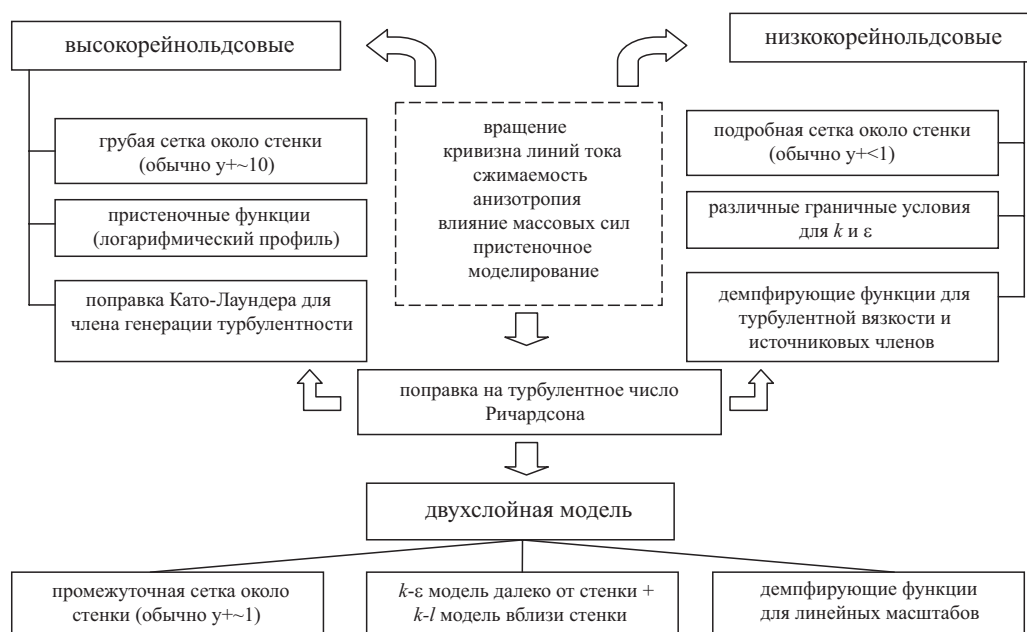 высокорейнольдсовые
низкокорейнольдсовые
грубая сетка около стенки
(обычно y+~10)
пристеночные функции
(логарифмический профиль)
поправка Като-Лаундера для
члена генерации турбулентности
вращение
кривизна линий тока
сжимаемость
анизотропия
влияние массовых сил
пристеночное
моделирование
подробная сетка около стенки
(обычно y+<1)
различные граничные условия
для k и ε
демпфирующие функции для
турбулентной вязкости и
источниковых членов
поправка на турбулентное число
Ричардсона
двухслойная модель
промежуточная сетка около
стенки (обычно y+~1)
k-ε модель далеко от стенки +
k-l модель вблизи стенки
демпфирующие функции
для линейных масштабов